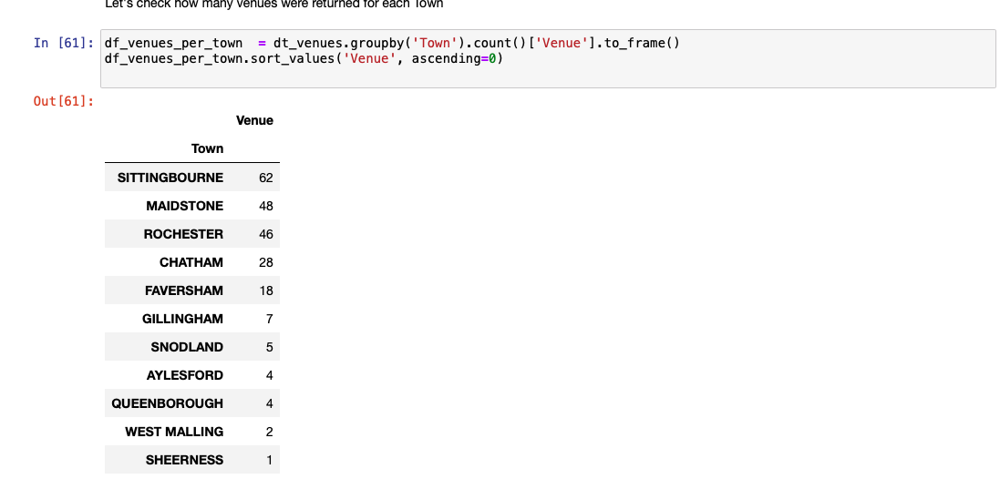 Let's check how many venues were returned for each Town
In [61]: df_venues_per_town  = dt_venues.groupby('Town').count()['Venue'].to_frame()
df_venues_per_town.sort_values('Venue', ascending=0)
Out[61]:
Venue
Town
SITTINGBOURNE 62
MAIDSTONE 48
ROCHESTER 46
CHATHAM 28
FAVERSHAM 18
GILLINGHAM 7
SNODLAND 5
AYLESFORD 4
QUEENBOROUGH 4
WEST MALLING 2
SHEERNESS 1